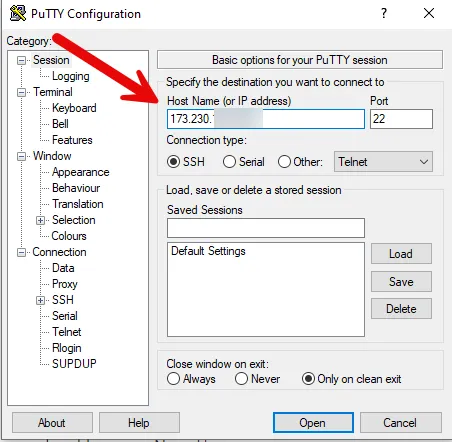 PuTTY Configuration
? ×
Category:
Session
Logging
Terminal
Keyboard
Bell
Features
Window
Appearance
Behaviour
Translation
Selection
Colours
Connection
Data
Proxy
SSH
Serial
Telnet
Rlogin
SUPDUP
Basic options for your PuTTY session
Specify the destination you want to connect to
Host Name (or IP address) Port
173.230. 22
Connection type:
SSH Serial Other: Telnet
Load, save or delete a stored session
Saved Sessions
Default Settings
Load
Save
Delete
Close window on exit:
Always Never Only on clean exit
About Help Open Cancel